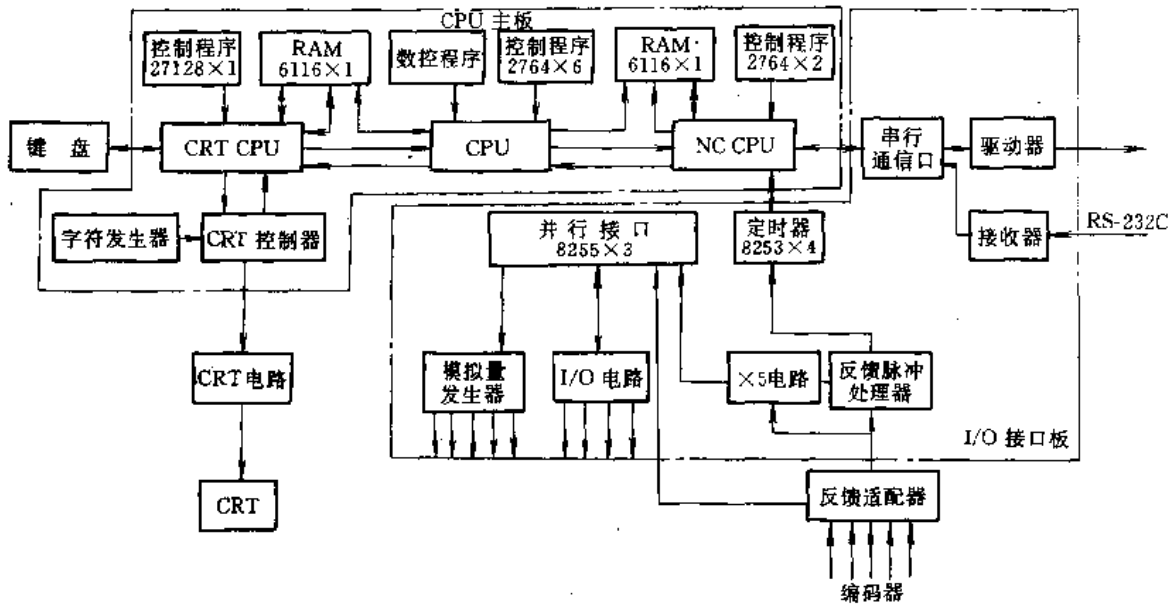 CPU 主板
控制程序
27128×1
RAM
6116×1
数控程序
控制程序
2764×6
RAM·
6116×1
控制程序
2764×2
键 盘
CRT CPU
CPU
NC CPU
串行
通信口
驱动器
字符发生器
CRT 控制器
并行接口
8255×3
定时器
8253×4
接收器
RS-232C
CRT 电路
模拟量
发生器
I/O 电路
×5电路
反馈脉冲
处理器
I/O 接口板
CRT
反馈适配器
编码器